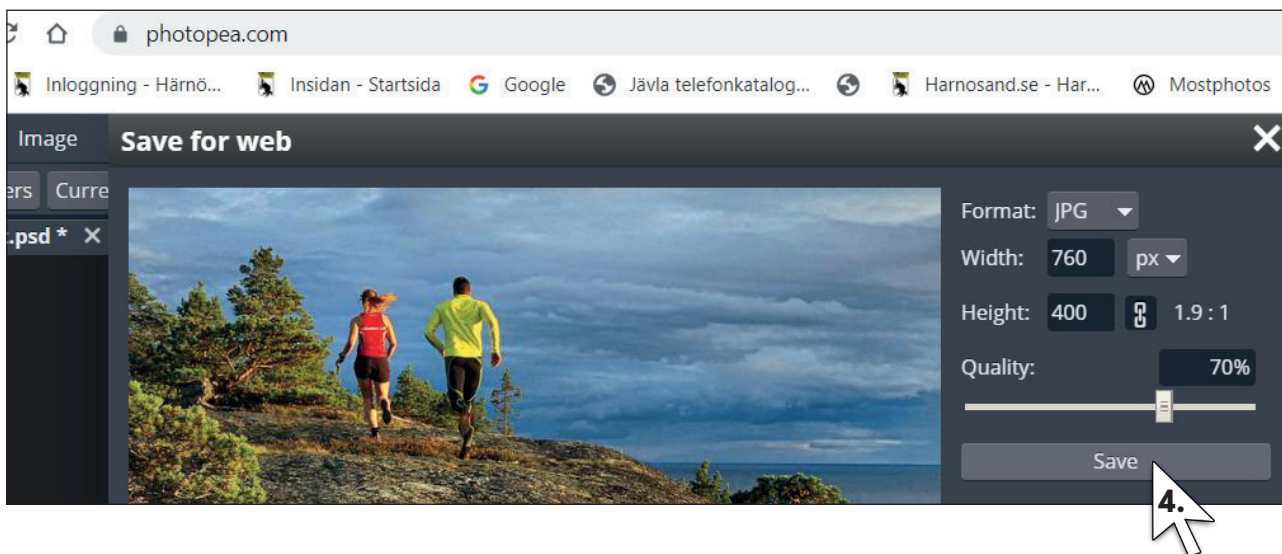 photopea.com
Inloggning - Härnö... Insidan - Startsida Google Jävla telefonkatalog... Harnosand.se - Har... Mostphotos
Image Save for web
ers Curre
.psd *
Format: JPG
Width: 760 px
Height: 400 1.9 : 1
Quality: 70%
Save
4.